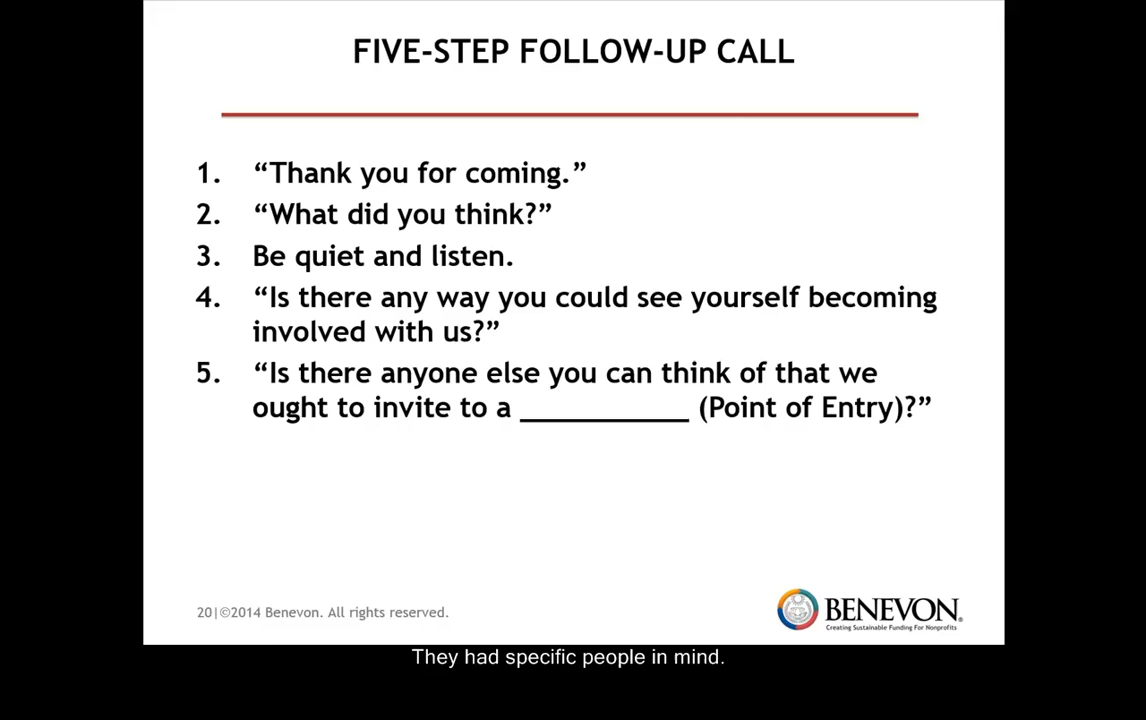 FIVE-STEP FOLLOW-UP CALL
1. “Thank you for coming.”
2. “What did you think?”
3. Be quiet and listen.
4. “Is there any way you could see yourself becoming
involved with us?”
5. “Is there anyone else you can think of that we
ought to invite to a __________ (Point of Entry)?”
20|©2014 Benevon. All rights reserved.
BENEVON®
Creating Sustainable Funding For Nonprofits
They had specific people in mind.